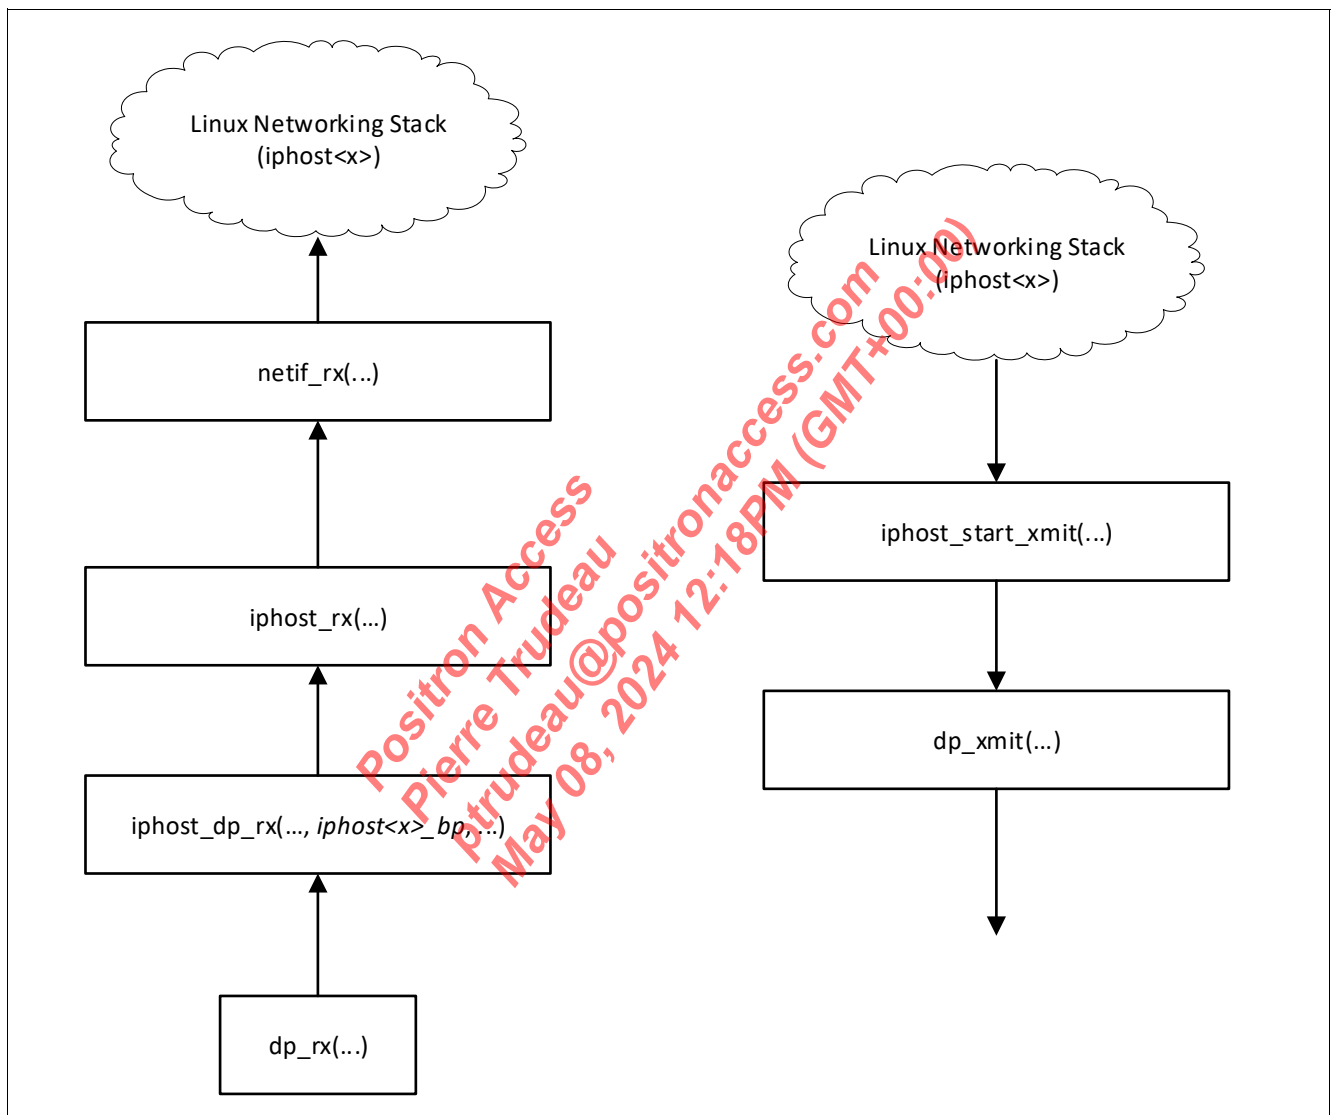 Linux Networking Stack
(iphost<x>)
netif_rx(...)
iphost_rx(...)
iphost_dp_rx(..., iphost<x>_bp, ...)
dp_rx(...)
Linux Networking Stack
(iphost<x>)
iphost_start_xmit(...)
dp_xmit(...)
Positron Access
Pierre Trudeau
ptrudeau@positronaccess.com
May 08, 2024 12:18PM (GMT+00:00)